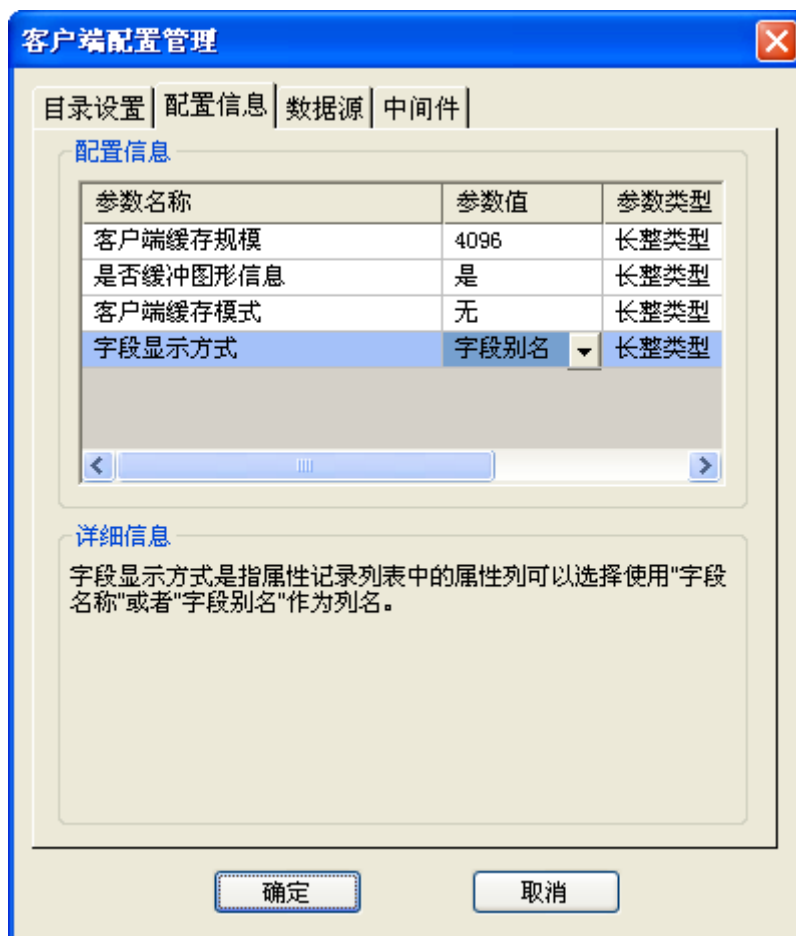 客户端配置管理
目录设置 配置信息 数据源 中间件
配置信息
参数名称 参数值 参数类型
客户端缓存规模 4096 长整类型
是否缓冲图形信息 是 长整类型
客户端缓存模式 无 长整类型
字段显示方式 字段别名 长整类型
详细信息
字段显示方式是指属性记录列表中的属性列可以选择使用"字段
名称"或者"字段别名"作为列名。
确定 取消